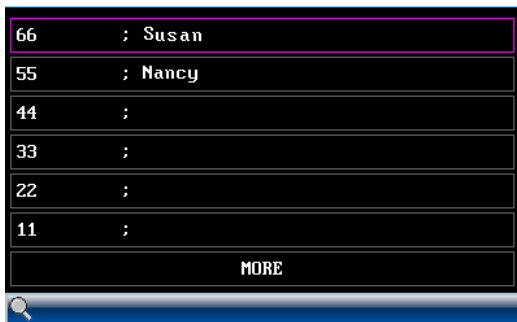 66 ; Susan
55 ; Nancy
44 ;
33 ;
22 ;
11 ;
MORE